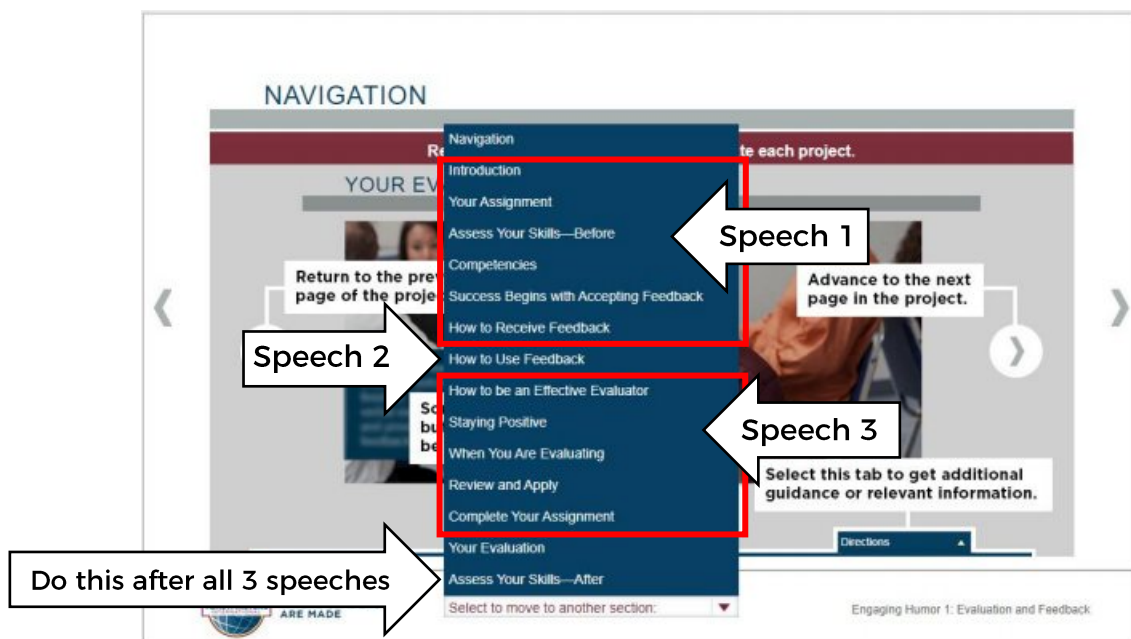 NAVIGATION
Re te each project.
YOUR EV
Navigation
Introduction
Your Assignment
Assess Your Skills—Before
Competencies
Success Begins with Accepting Feedback
How to Receive Feedback
How to Use Feedback
How to be an Effective Evaluator
Staying Positive
When You Are Evaluating
Review and Apply
Complete Your Assignment
Your Evaluation
Assess Your Skills—After
Select to move to another section:
Speech 1
Speech 2
Speech 3
Do this after all 3 speeches
Return to the prev
page of the projec
Advance to the next
page in the project.
Select this tab to get additional
guidance or relevant information.
Directions
ARE MADE
Engaging Humor 1: Evaluation and Feedback